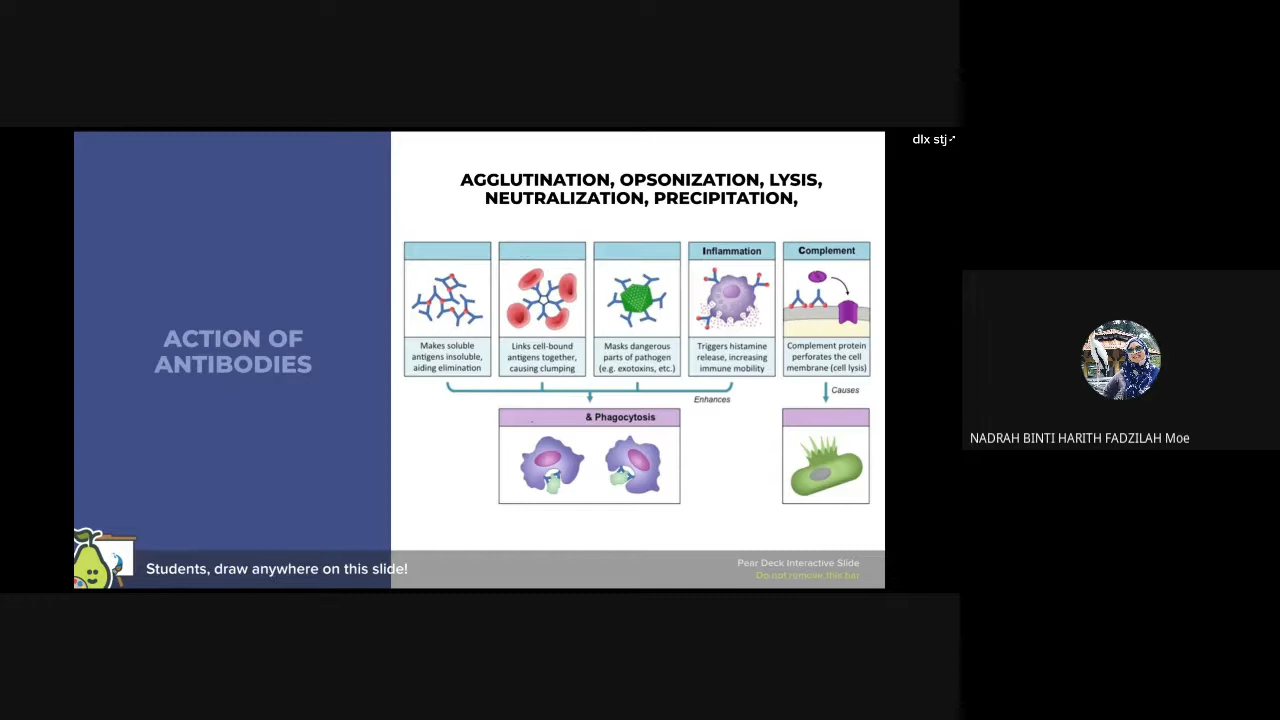 dlx stj
AGGLUTINATION, OPSONIZATION, LYSIS,
NEUTRALIZATION, PRECIPITATION,
ACTION OF
ANTIBODIES
Inflammation
Complement
Makes soluble
antigens insoluble,
aiding elimination
Links cell-bound
antigens together,
causing clumping
Masks dangerous
parts of pathogen
(e.g. exotoxins, etc.)
Triggers histamine
release, increasing
immune mobility
Complement protein
perforates the cell
membrane (cell lysis)
Enhances
Causes
& Phagocytosis
Students, draw anywhere on this slide!
Pear Deck Interactive Slide
Do not remove this bar
NADRAH BINTI HARITH FADZILAH Moe